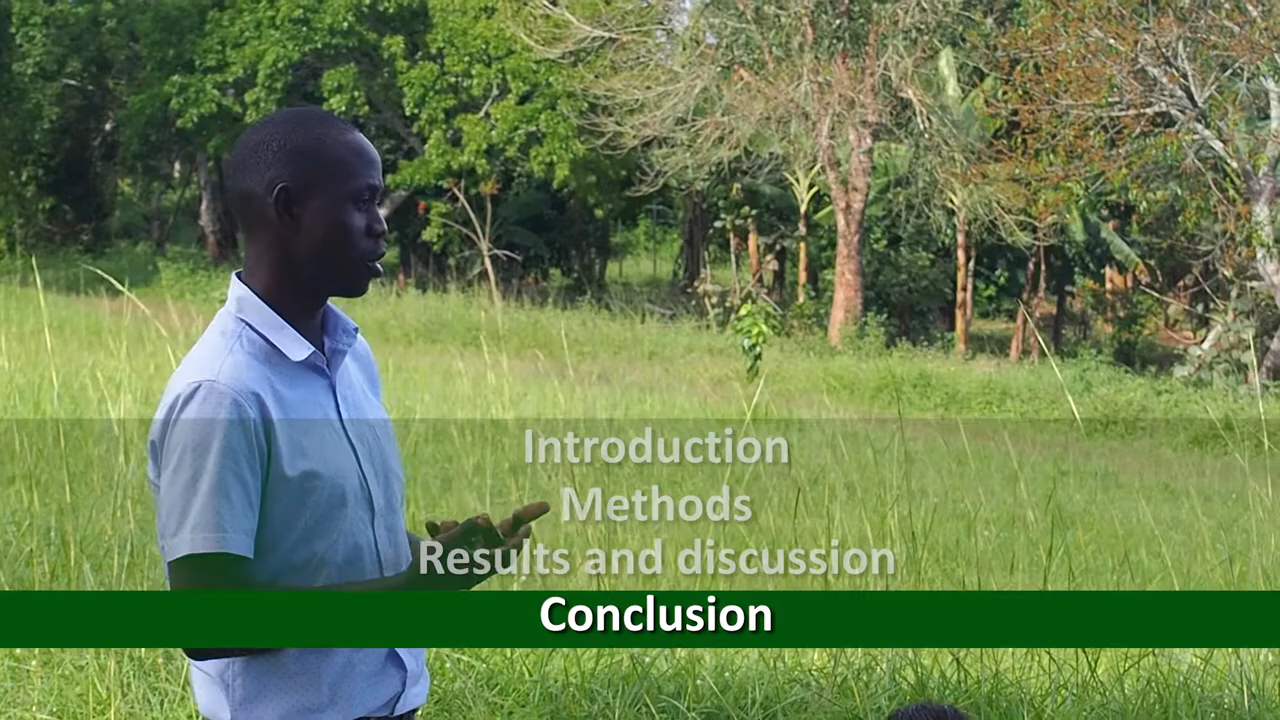 Introduction
Methods
Results and discussion
Conclusion